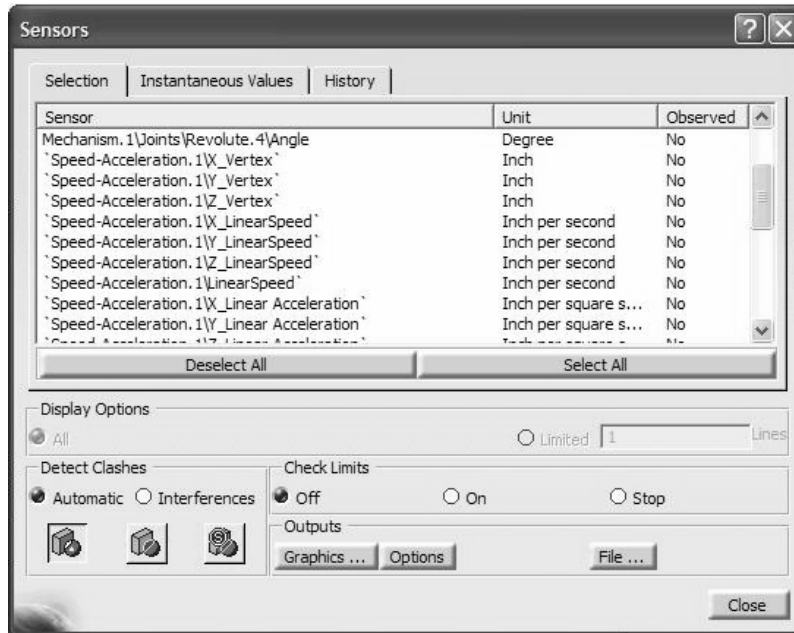 Sensors
Selection Instantaneous Values History
Sensor Unit Observed
Mechanism.1\Joints\Revolute.4\Angle Degree No
`Speed-Acceleration.1\X_Vertex` Inch No
`Speed-Acceleration.1\Y_Vertex` Inch No
`Speed-Acceleration.1\Z_Vertex` Inch No
`Speed-Acceleration.1\X_LinearSpeed` Inch per second No
`Speed-Acceleration.1\Y_LinearSpeed` Inch per second No
`Speed-Acceleration.1\Z_LinearSpeed` Inch per second No
`Speed-Acceleration.1\LinearSpeed` Inch per second No
`Speed-Acceleration.1\X_Linear Acceleration` Inch per square s... No
`Speed-Acceleration.1\Y_Linear Acceleration` Inch per square s... No
Deselect All Select All
Display Options
All Limited 1 Lines
Detect Clashes Check Limits
Automatic Interferences Off On Stop
Outputs
Graphics ... Options File ...
Close